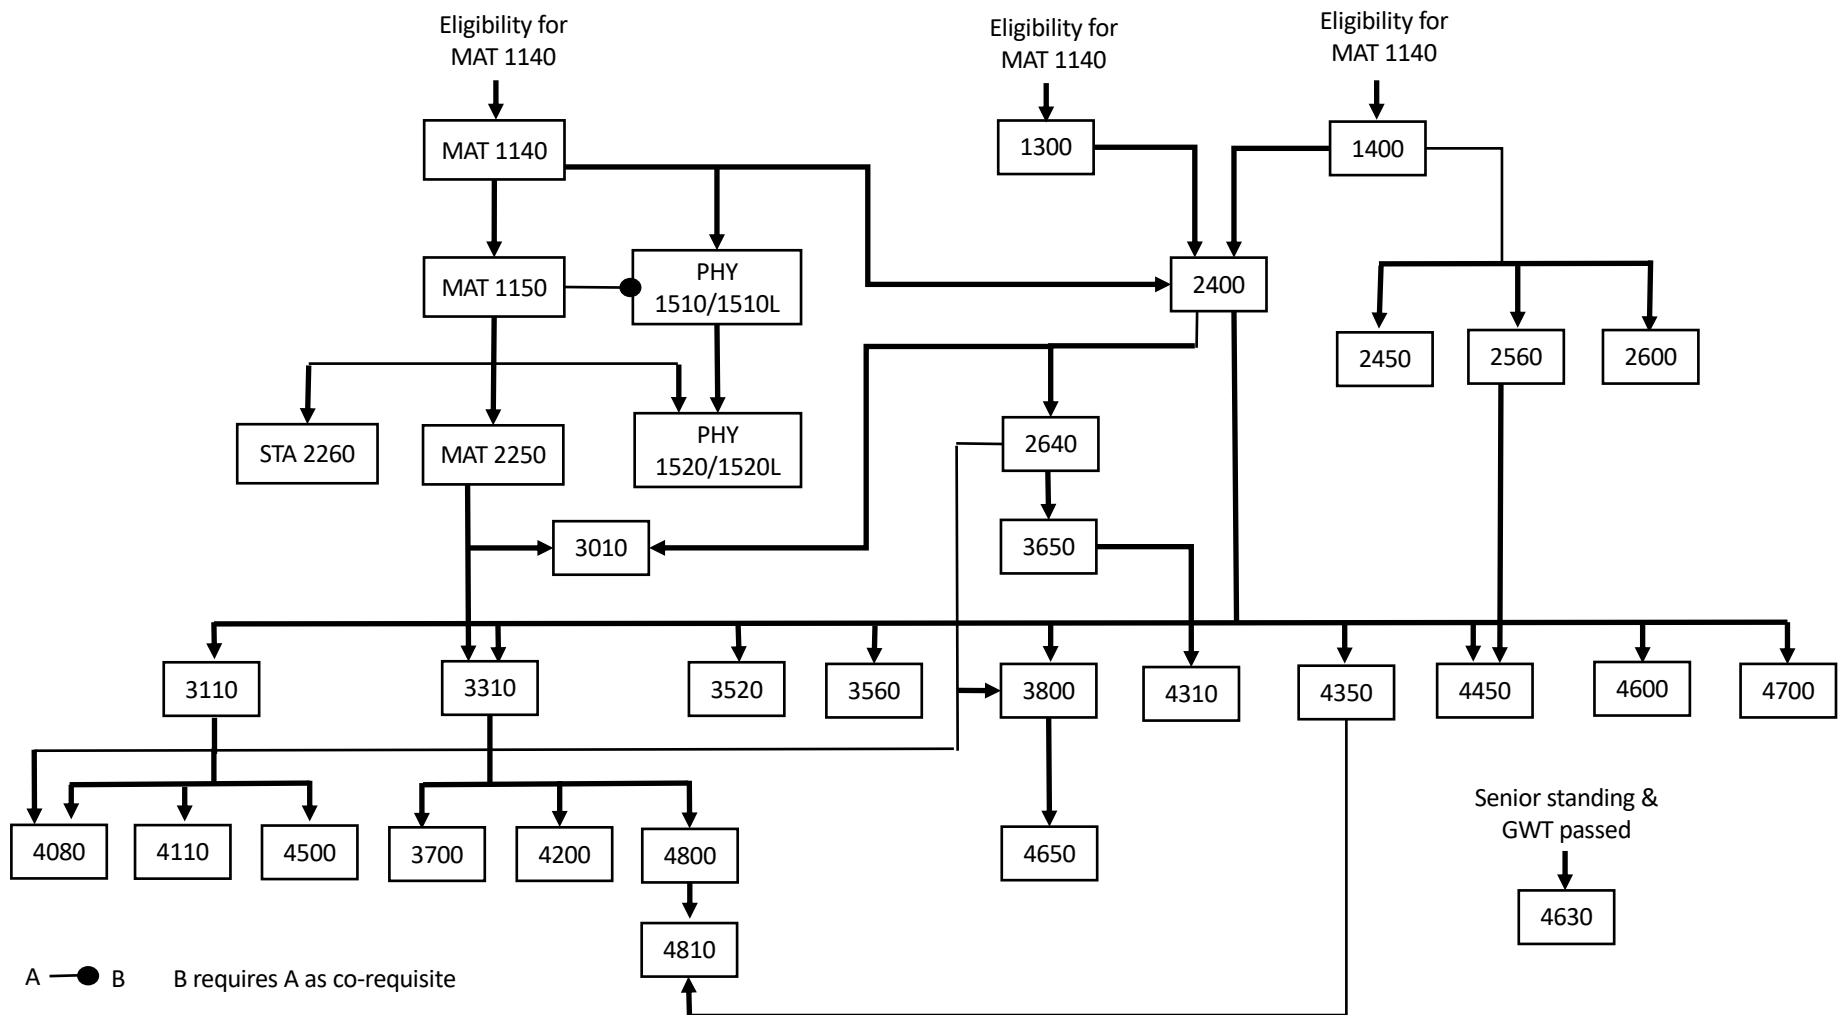 Eligibility for
MAT 1140
Eligibility for
MAT 1140
Eligibility for
MAT 1140
MAT 1140
1300
1400
MAT 1150
PHY
1510/1510L
2400
2450
2560
2600
STA 2260
MAT 2250
PHY
1520/1520L
2640
3010
3650
3110
3310
3520
3560
3800
4310
4350
4450
4600
4700
4080
4110
4500
3700
4200
4800
4650
Senior standing &
GWT passed
4630
4810
A B B requires A as co-requisite